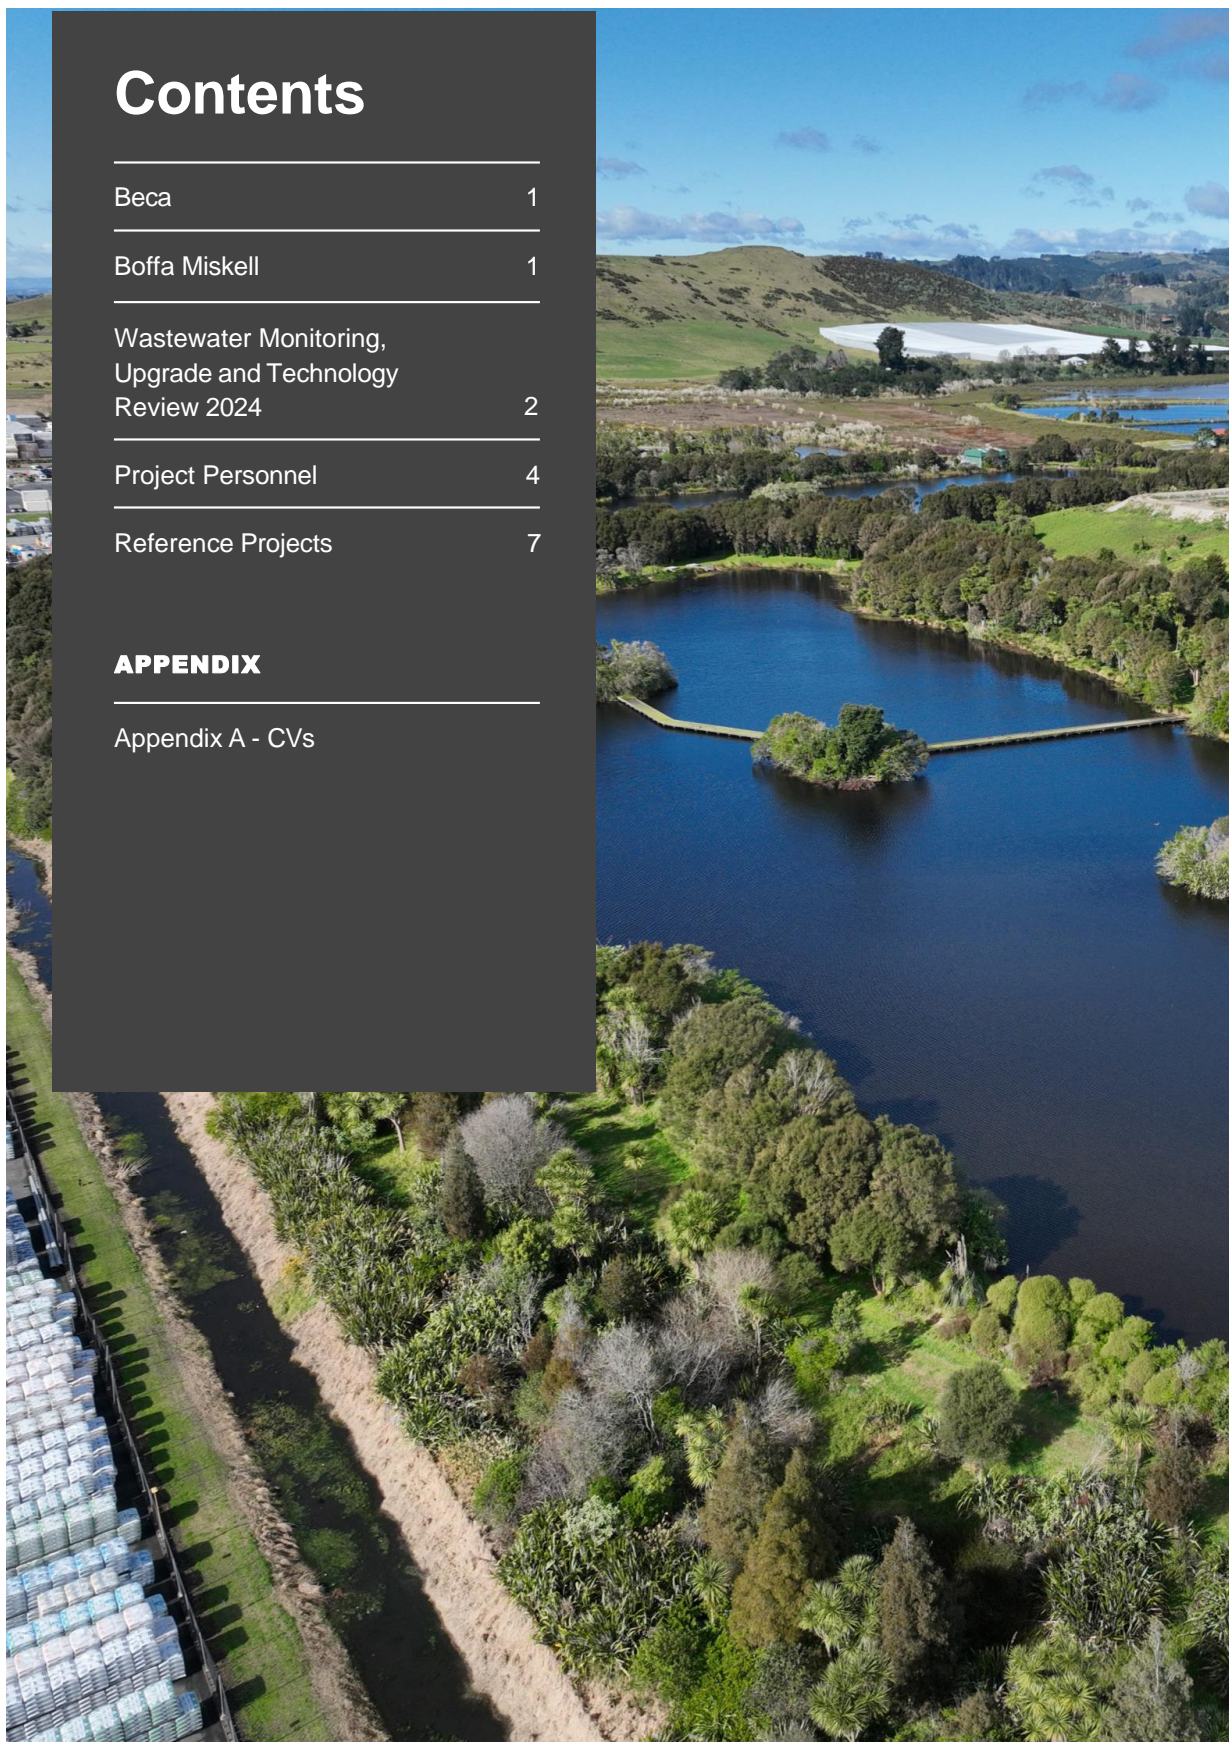 Contents
Beca 1
Boffa Miskell 1
Wastewater Monitoring,
Upgrade and Technology
Review 2024 2
Project Personnel 4
Reference Projects 7
APPENDIX
Appendix A - CVs